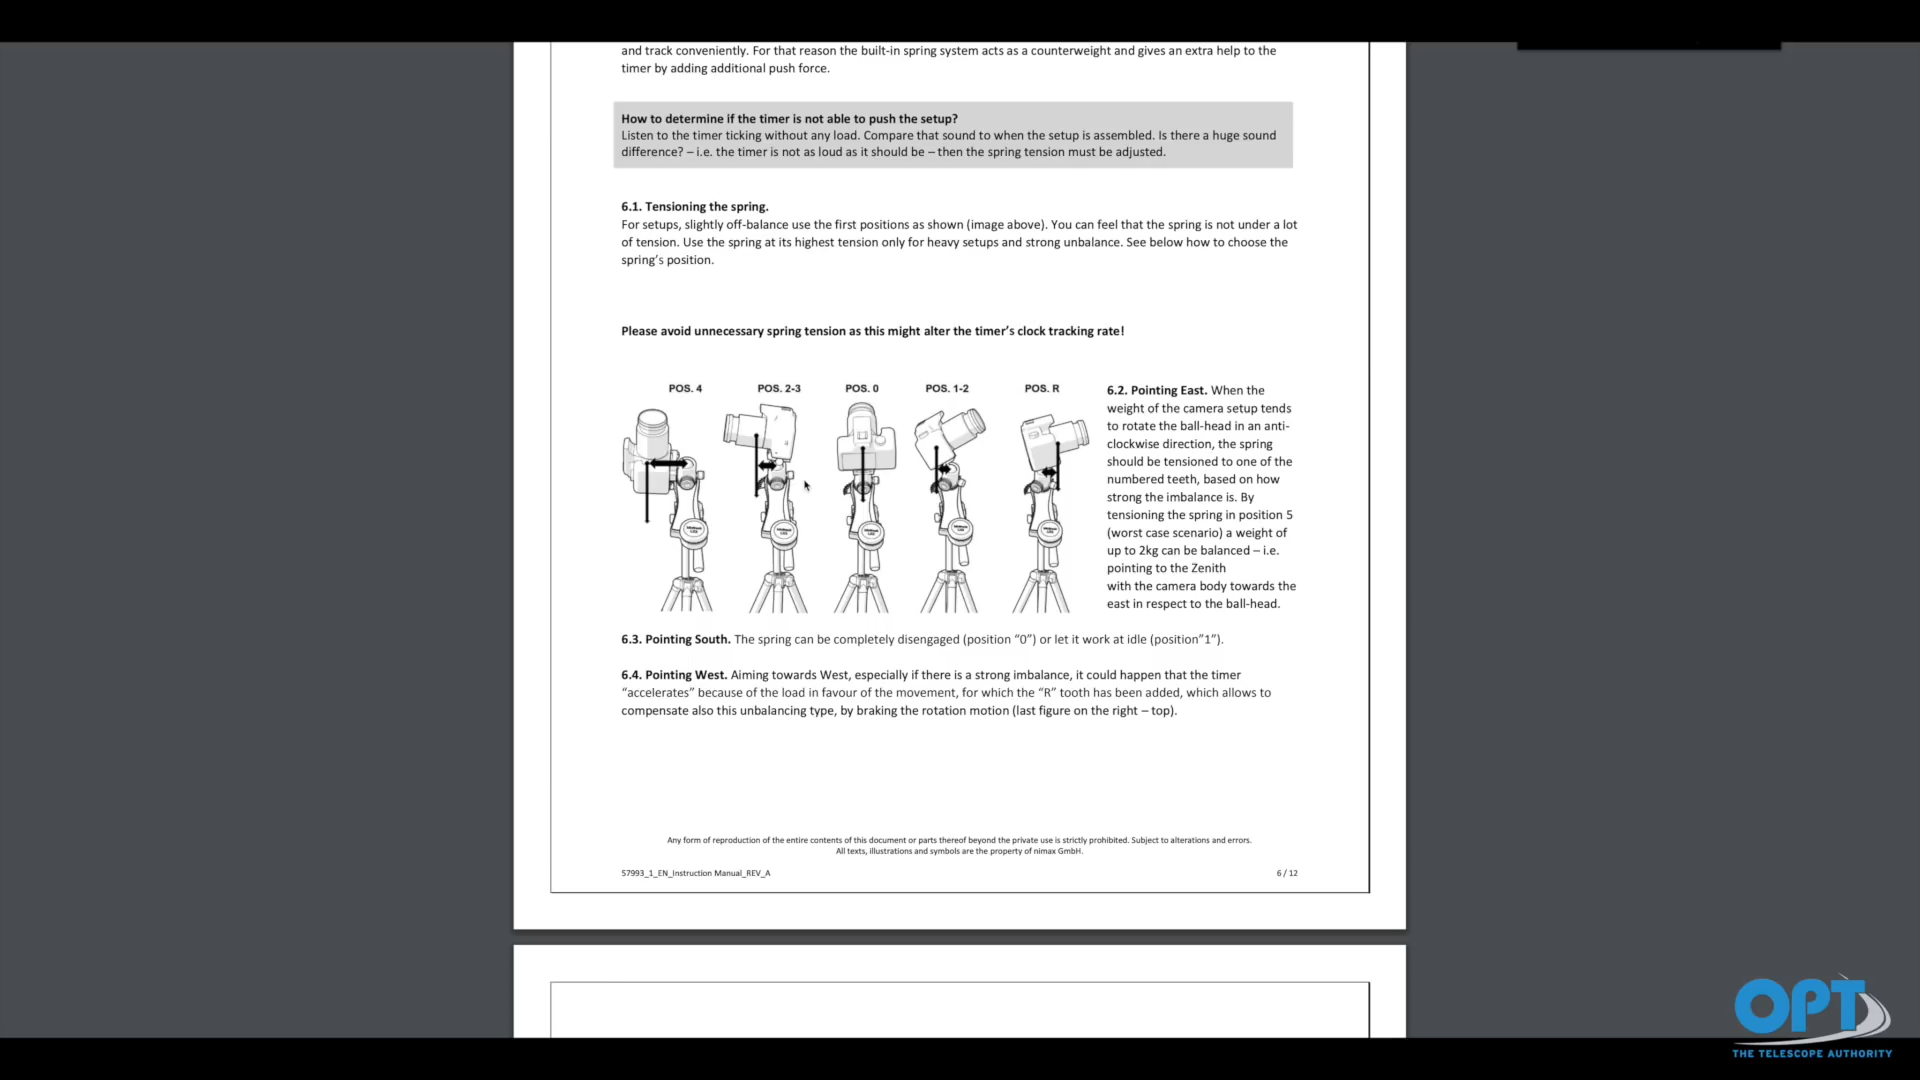 and track conveniently. For that reason the built-in spring system acts as a counterweight and gives an extra help to the
timer by adding additional push force.
How to determine if the timer is not able to push the setup?
Listen to the timer ticking without any load. Compare that sound to when the setup is assembled. Is there a huge sound
difference? – i.e. the timer is not as loud as it should be – then the spring tension must be adjusted.
6.1. Tensioning the spring.
For setups, slightly off-balance use the first positions as shown (image above). You can feel that the spring is not under a lot
of tension. Use the spring at its highest tension only for heavy setups and strong unbalance. See below how to choose the
spring’s position.
Please avoid unnecessary spring tension as this might alter the timer’s clock tracking rate!
POS. 4 POS. 2-3 POS. 0 POS. 1-2 POS. R
6.2. Pointing East. When the
weight of the camera setup tends
to rotate the ball-head in an anti-
clockwise direction, the spring
should be tensioned to one of the
numbered teeth, based on how
strong the imbalance is. By
tensioning the spring in position 5
(worst case scenario) a weight of
up to 2kg can be balanced – i.e.
pointing to the Zenith
with the camera body towards the
east in respect to the ball-head.
6.3. Pointing South. The spring can be completely disengaged (position “0”) or let it work at idle (position”1”).
6.4. Pointing West. Aiming towards West, especially if there is a strong imbalance, it could happen that the timer
“accelerates” because of the load in favour of the movement, for which the “R” tooth has been added, which allows to
compensate also this unbalancing type, by braking the rotation motion (last figure on the right – top).
Any form of reproduction of the entire contents of this document or parts thereof beyond the private use is strictly prohibited. Subject to alterations and errors.
All texts, illustrations and symbols are the property of nimax GmbH.
57993_1_EN_Instruction Manual_REV_A 6 / 12
OPT
THE TELESCOPE AUTHORITY